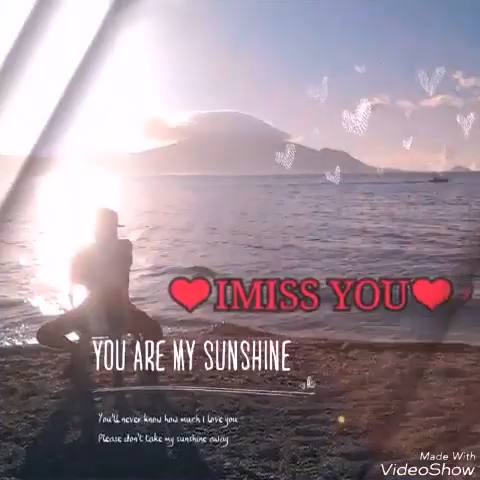 ❤IMISS YOU❤
YOU ARE MY SUNSHINE
You'll never know how much I love you
Please don't take my sunshine away
Made With
VideoShow